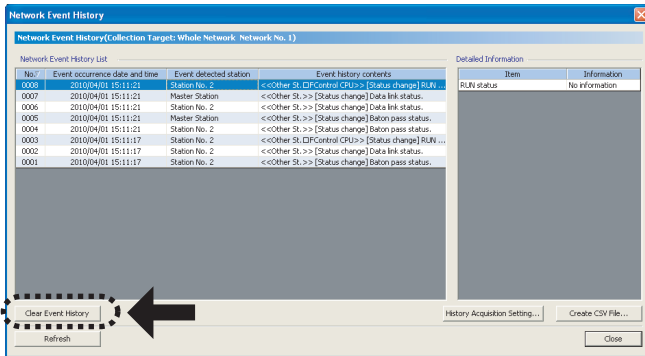 Network Event History
Network Event History(Collection Target: Whole Network Network No. 1)
Network Event History List
Detailed Information
No. Event occurrence date and time Event detected station Event history contents
Item Information
0008 2010/04/01 15:11:21 Station No. 2 <<Other St.□FControl CPU>> [Status change] RUN ...
RUN status No information
0007 2010/04/01 15:11:21 Master Station <<Other St.>> [Status change] Data link status.
0006 2010/04/01 15:11:21 Station No. 2 <<Other St.>> [Status change] Data link status.
0005 2010/04/01 15:11:21 Master Station <<Other St.>> [Status change] Baton pass status.
0004 2010/04/01 15:11:21 Station No. 2 <<Other St.>> [Status change] Baton pass status.
0003 2010/04/01 15:11:17 Station No. 2 <<Other St.□FControl CPU>> [Status change] RUN ...
0002 2010/04/01 15:11:17 Station No. 2 <<Other St.>> [Status change] Data link status.
0001 2010/04/01 15:11:17 Station No. 2 <<Other St.>> [Status change] Baton pass status.
Clear Event History
History Acquisition Setting... Create CSV File...
Refresh Close